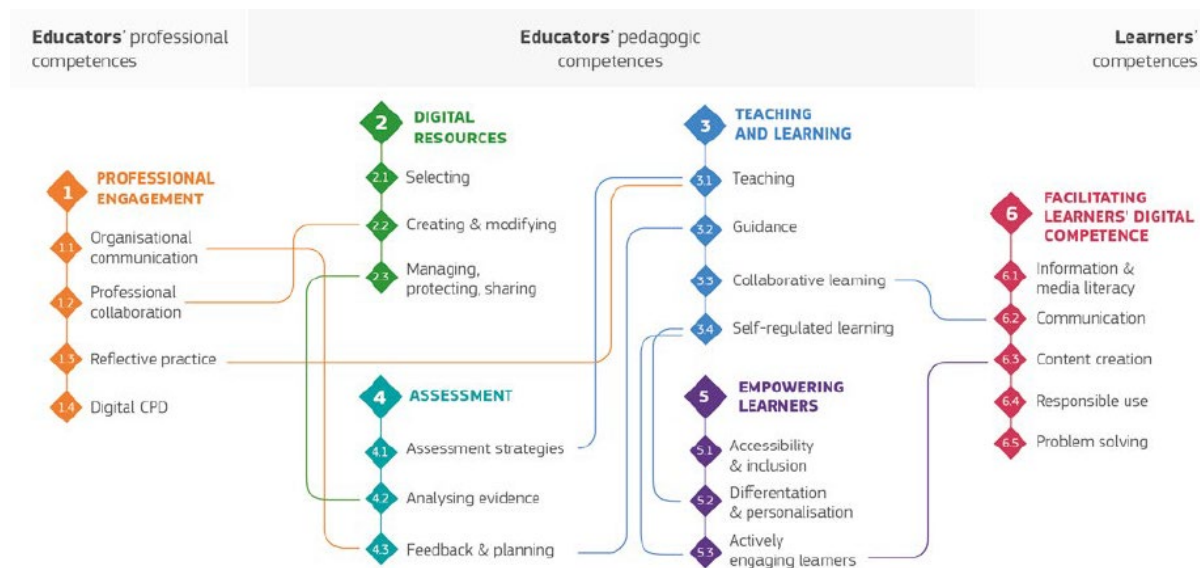 Educators' professional
competences
Educators' pedagogic
competences
Learners'
competences
1
PROFESSIONAL
ENGAGEMENT
1.1
Organisational
communication
1.2
Professional
collaboration
1.3
Reflective practice
1.4
Digital CPD
2
DIGITAL
RESOURCES
2.1
Selecting
2.2
Creating & modifying
2.3
Managing,
protecting, sharing
3
TEACHING
AND LEARNING
3.1
Teaching
3.2
Guidance
3.3
Collaborative learning
3.4
Self-regulated learning
4
ASSESSMENT
4.1
Assessment strategies
4.2
Analysing evidence
4.3
Feedback & planning
5
EMPOWERING
LEARNERS
5.1
Accessibility
& inclusion
5.2
Differentation
& personalisation
5.3
Actively
engaging learners
6
FACILITATING
LEARNERS' DIGITAL
COMPETENCE
6.1
Information &
media literacy
6.2
Communication
6.3
Content creation
6.4
Responsible use
6.5
Problem solving